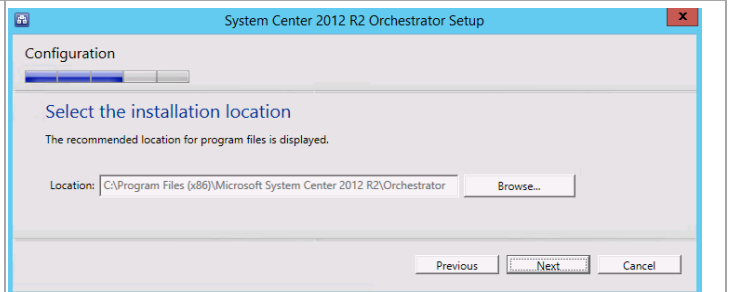 System Center 2012 R2 Orchestrator Setup
x
Configuration
Select the installation location
The recommended location for program files is displayed.
Location: C:\Program Files (x86)\Microsoft System Center 2012 R2\Orchestrator Browse...
Previous Next Cancel